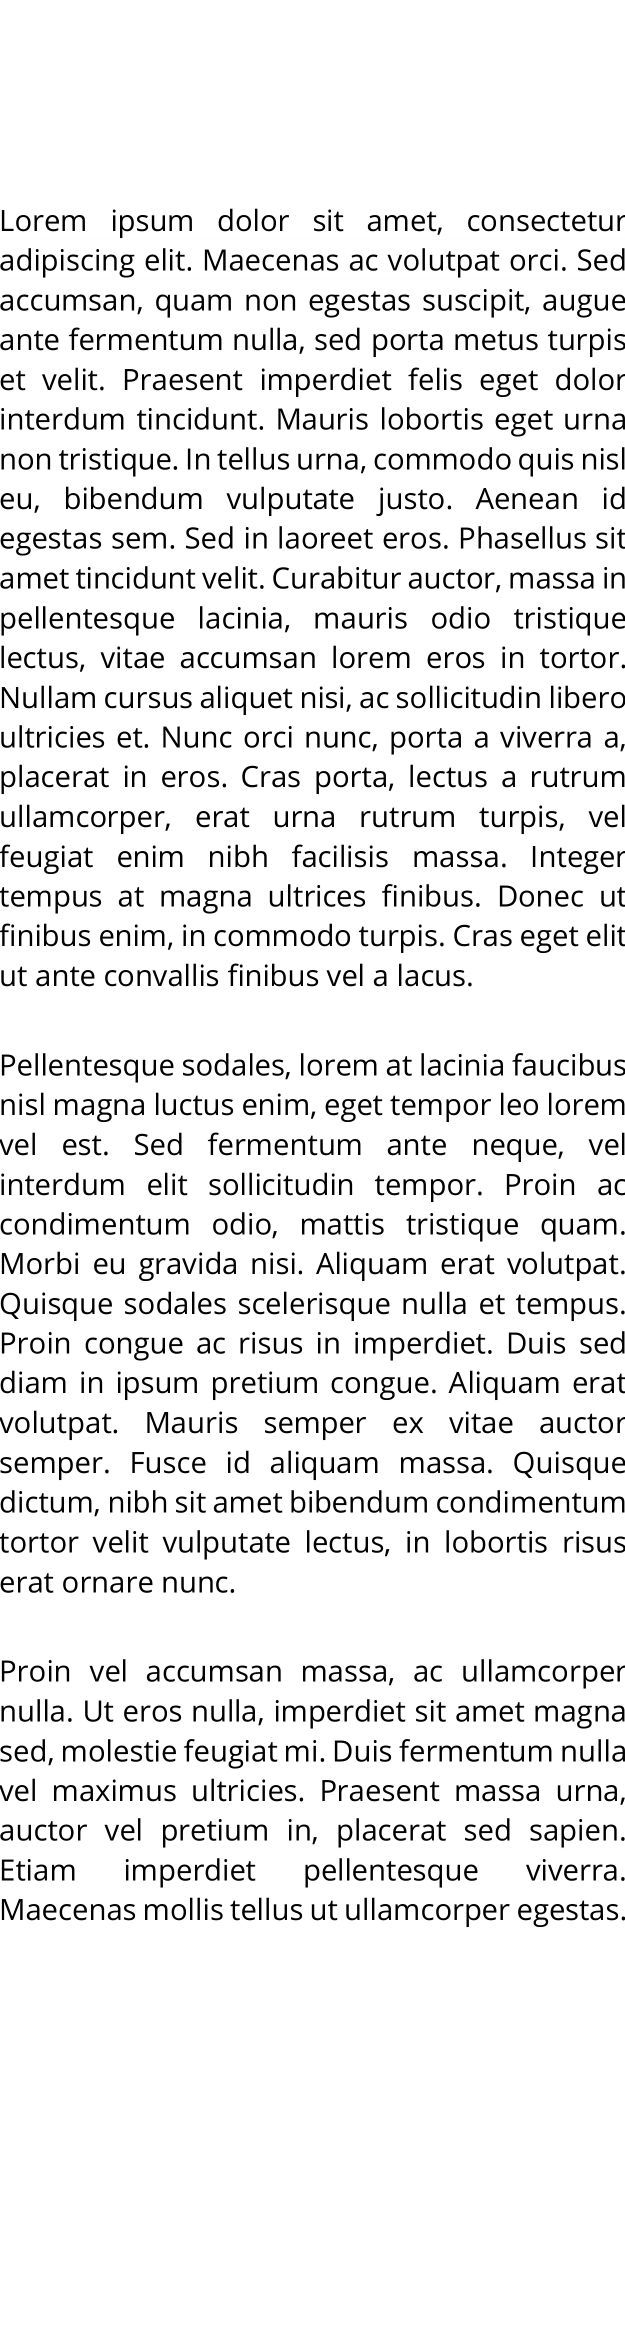 Lorem ipsum dolor sit amet, consectetur
adipiscing elit. Maecenas ac volutpat orci. Sed
accumsan, quam non egestas suscipit, augue
ante fermentum nulla, sed porta metus turpis
et velit. Praesent imperdiet felis eget dolor
interdum tincidunt. Mauris lobortis eget urna
non tristique. In tellus urna, commodo quis nisl
eu, bibendum vulputate justo. Aenean id
egestas sem. Sed in laoreet eros. Phasellus sit
amet tincidunt velit. Curabitur auctor, massa in
pellentesque lacinia, mauris odio tristique
lectus, vitae accumsan lorem eros in tortor.
Nullam cursus aliquet nisi, ac sollicitudin libero
ultricies et. Nunc orci nunc, porta a viverra a,
placerat in eros. Cras porta, lectus a rutrum
ullamcorper, erat urna rutrum turpis, vel
feugiat enim nibh facilisis massa. Integer
tempus at magna ultrices finibus. Donec ut
finibus enim, in commodo turpis. Cras eget elit
ut ante convallis finibus vel a lacus.

Pellentesque sodales, lorem at lacinia faucibus
nisl magna luctus enim, eget tempor leo lorem
vel est. Sed fermentum ante neque, vel
interdum elit sollicitudin tempor. Proin ac
condimentum odio, mattis tristique quam.
Morbi eu gravida nisi. Aliquam erat volutpat.
Quisque sodales scelerisque nulla et tempus.
Proin congue ac risus in imperdiet. Duis sed
diam in ipsum pretium congue. Aliquam erat
volutpat. Mauris semper ex vitae auctor
semper. Fusce id aliquam massa. Quisque
dictum, nibh sit amet bibendum condimentum
tortor velit vulputate lectus, in lobortis risus
erat ornare nunc.

Proin vel accumsan massa, ac ullamcorper
nulla. Ut eros nulla, imperdiet sit amet magna
sed, molestie feugiat mi. Duis fermentum nulla
vel maximus ultricies. Praesent massa urna,
auctor vel pretium in, placerat sed sapien.
Etiam imperdiet pellentesque viverra.
Maecenas mollis tellus ut ullamcorper egestas.